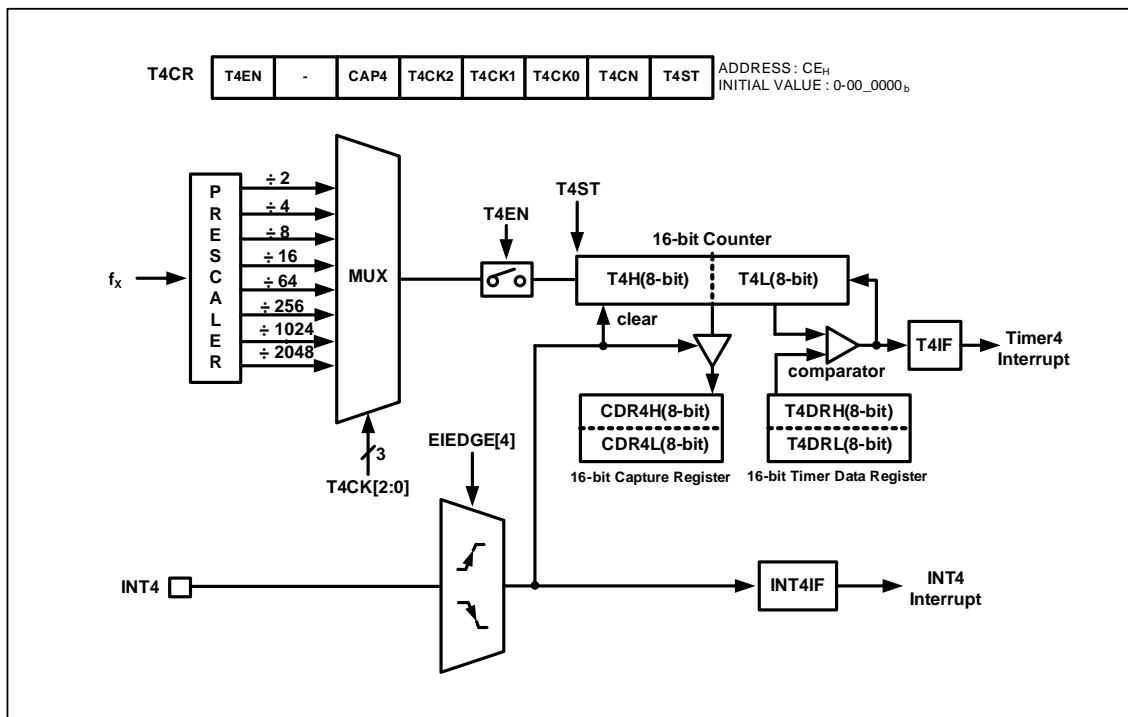 T4CR T4EN - CAP4 T4CK2 T4CK1 T4CK0 T4CN T4ST
ADDRESS : CEH
INITIAL VALUE : 0-00_0000b
fx
PRESCALER
÷ 2
÷ 4
÷ 8
÷ 16
÷ 64
÷ 256
÷ 1024
÷ 2048
MUX
3
T4CK[2:0]
T4EN
T4ST
16-bit Counter
T4H(8-bit) T4L(8-bit)
clear
comparator
T4IF
Timer4
Interrupt
CDR4H(8-bit)
CDR4L(8-bit)
16-bit Capture Register
T4DRH(8-bit)
T4DRL(8-bit)
16-bit Timer Data Register
EIEDGE[4]
INT4
INT4IF
INT4
Interrupt